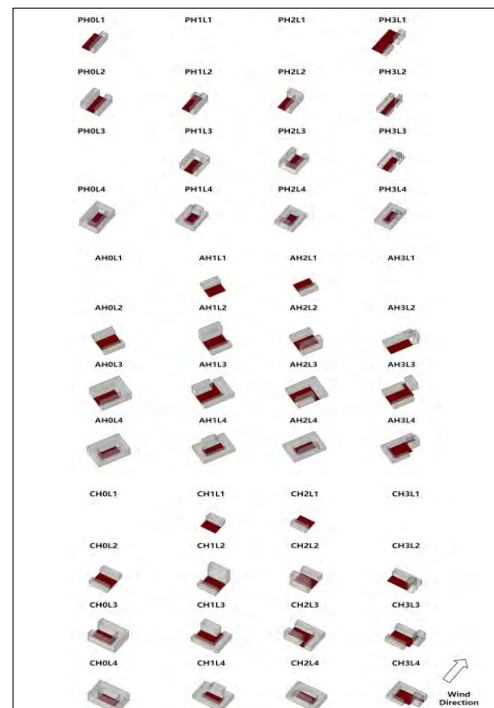 PH0L1 PH1L1 PH2L1 PH3L1
PH0L2 PH1L2 PH2L2 PH3L2
PH0L3 PH1L3 PH2L3 PH3L3
PH0L4 PH1L4 PH2L4 PH3L4
AH0L1 AH1L1 AH2L1 AH3L1
AH0L2 AH1L2 AH2L2 AH3L2
AH0L3 AH1L3 AH2L3 AH3L3
AH0L4 AH1L4 AH2L4 AH3L4
CH0L1 CH1L1 CH2L1 CH3L1
CH0L2 CH1L2 CH2L2 CH3L2
CH0L3 CH1L3 CH2L3 CH3L3
CH0L4 CH1L4 CH2L4 CH3L4
Wind
Direction